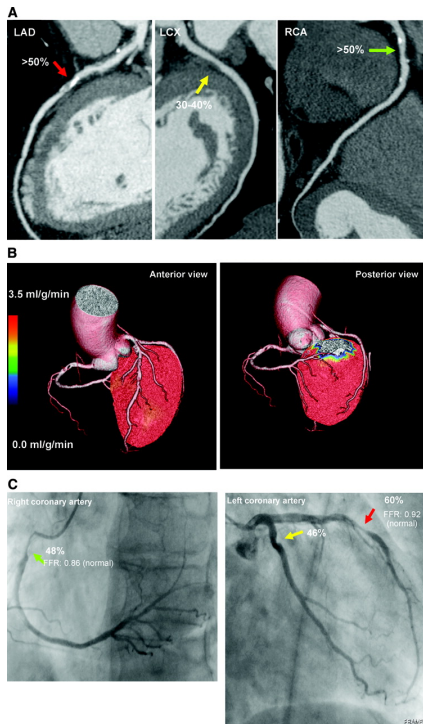 A
LAD
LCX
RCA
>50%
30-40%
>50%
B
Anterior view
Posterior view
3.5 ml/g/min
0.0 ml/g/min
C
Right coronary artery
Left coronary artery
48%
FFR: 0.86 (normal)
46%
60%
FFR: 0.92
(normal)